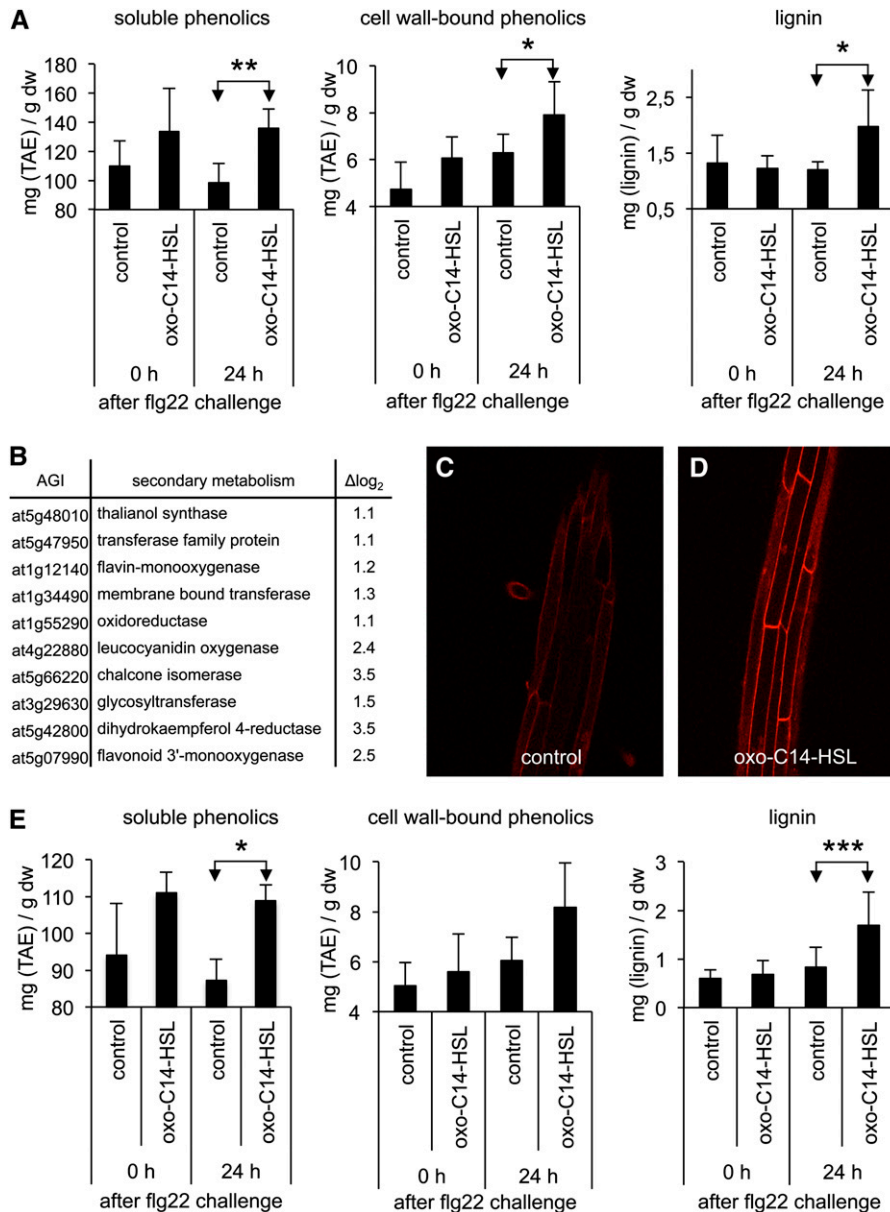 A
soluble phenolics
mg (TAE) / g dw
180
160
140
120
100
80
**
control
oxo-C14-HSL
control
oxo-C14-HSL
0 h
24 h
after flg22 challenge
cell wall-bound phenolics
mg (TAE) / g dw
10
8
6
4
*
control
oxo-C14-HSL
control
oxo-C14-HSL
0 h
24 h
after flg22 challenge
lignin
mg (lignin) / g dw
2,5
1,5
0,5
*
control
oxo-C14-HSL
control
oxo-C14-HSL
0 h
24 h
after flg22 challenge
B
AGI secondary metabolism Δlog2
at5g48010 thalianol synthase 1.1
at5g47950 transferase family protein 1.1
at1g12140 flavin-monooxygenase 1.2
at1g34490 membrane bound transferase 1.3
at1g55290 oxidoreductase 1.1
at4g22880 leucocyanidin oxygenase 2.4
at5g66220 chalcone isomerase 3.5
at3g29630 glycosyltransferase 1.5
at5g42800 dihydrokaempferol 4-reductase 3.5
at5g07990 flavonoid 3'-monooxygenase 2.5
C
control
D
oxo-C14-HSL
E
soluble phenolics
mg (TAE) / g dw
120
110
100
90
80
*
control
oxo-C14-HSL
control
oxo-C14-HSL
0 h
24 h
after flg22 challenge
cell wall-bound phenolics
mg (TAE) / g dw
10
8
6
4
control
oxo-C14-HSL
control
oxo-C14-HSL
0 h
24 h
after flg22 challenge
lignin
mg (lignin) / g dw
3
2
1
0
***
control
oxo-C14-HSL
control
oxo-C14-HSL
0 h
24 h
after flg22 challenge